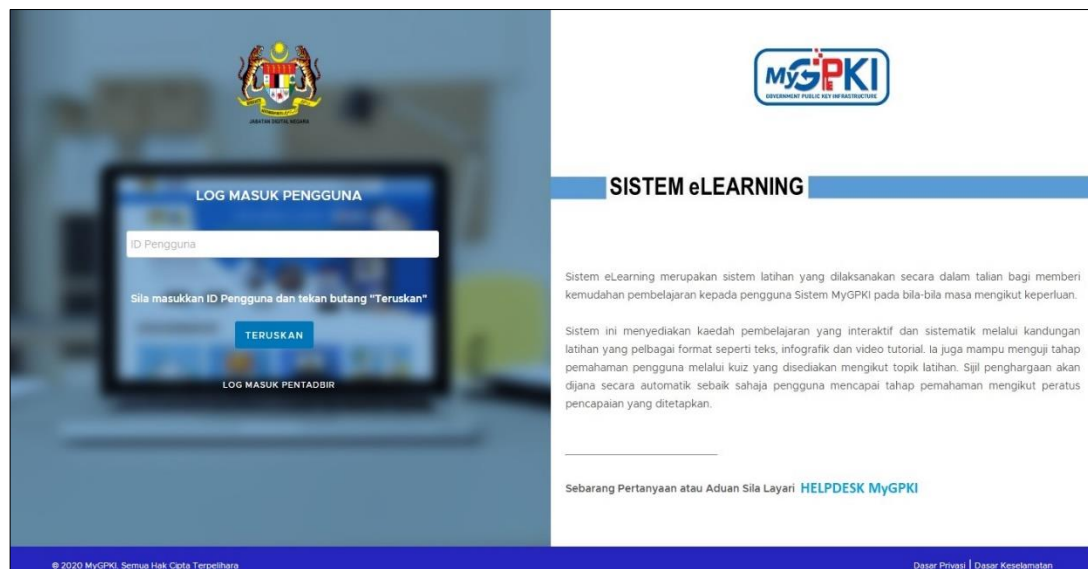 JABATAN DIGITAL NEGARA
LOG MASUK PENGGUNA
ID Pengguna
Sila masukkan ID Pengguna dan tekan butang "Teruskan"
TERUSKAN
LOG MASUK PENTADBIR
MyGPKI
GOVERNMENT PUBLIC KEY INFRASTRUCTURE
SISTEM eLEARNING
Sistem eLearning merupakan sistem latihan yang dilaksanakan secara dalam talian bagi memberi
kemudahan pembelajaran kepada pengguna Sistem MyGPKI pada bila-bila masa mengikut keperluan.
Sistem ini menyediakan kaedah pembelajaran yang interaktif dan sistematik melalui kandungan
latihan yang pelbagai format seperti teks, infografik dan video tutorial. Ia juga mampu menguji tahap
pemahaman pengguna melalui kuiz yang disediakan mengikut topik latihan. Sijil penghargaan akan
dijana secara automatik sebaik sahaja pengguna mencapai tahap pemahaman mengikut peratus
pencapaian yang ditetapkan.
Sebarang Pertanyaan atau Aduan Sila Layari HELPDESK MyGPKI
© 2020 MyGPKI. Semua Hak Cipta Terpelihara
Dasar Privasi | Dasar Keselamatan